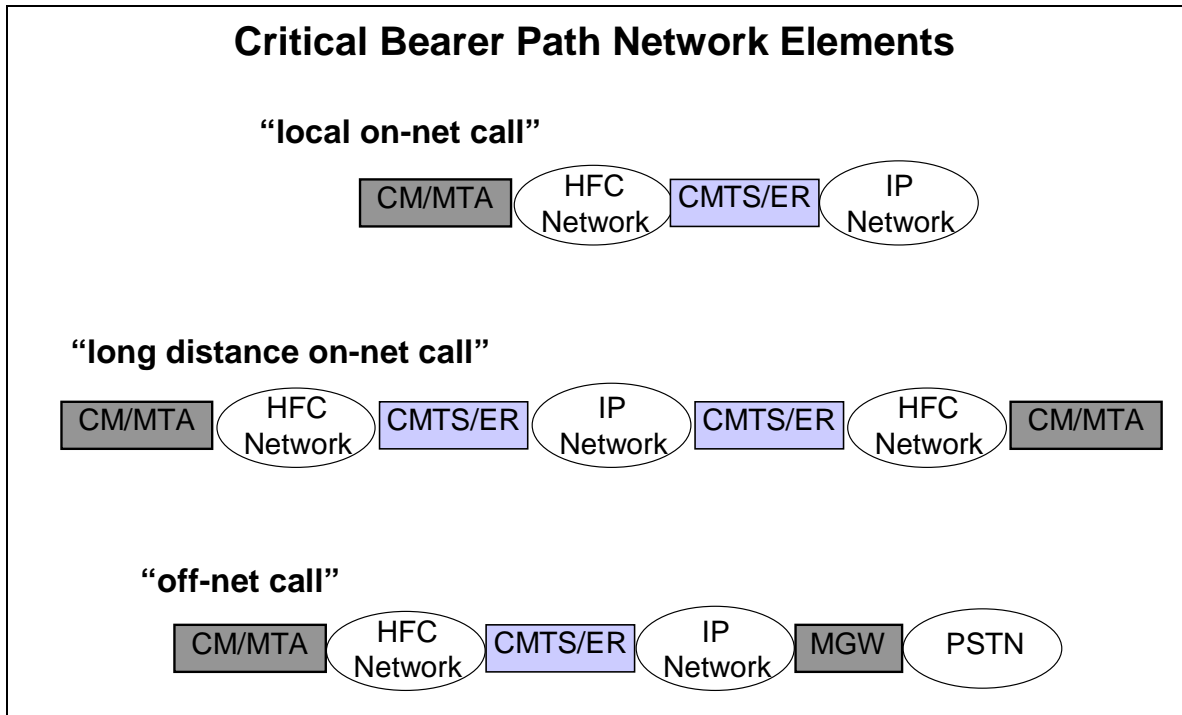 Critical Bearer Path Network Elements
“local on-net call”
CM/MTA
HFC
Network
CMTS/ER
IP
Network
“long distance on-net call”
CM/MTA
HFC
Network
CMTS/ER
IP
Network
CMTS/ER
HFC
Network
CM/MTA
“off-net call”
CM/MTA
HFC
Network
CMTS/ER
IP
Network
MGW
PSTN